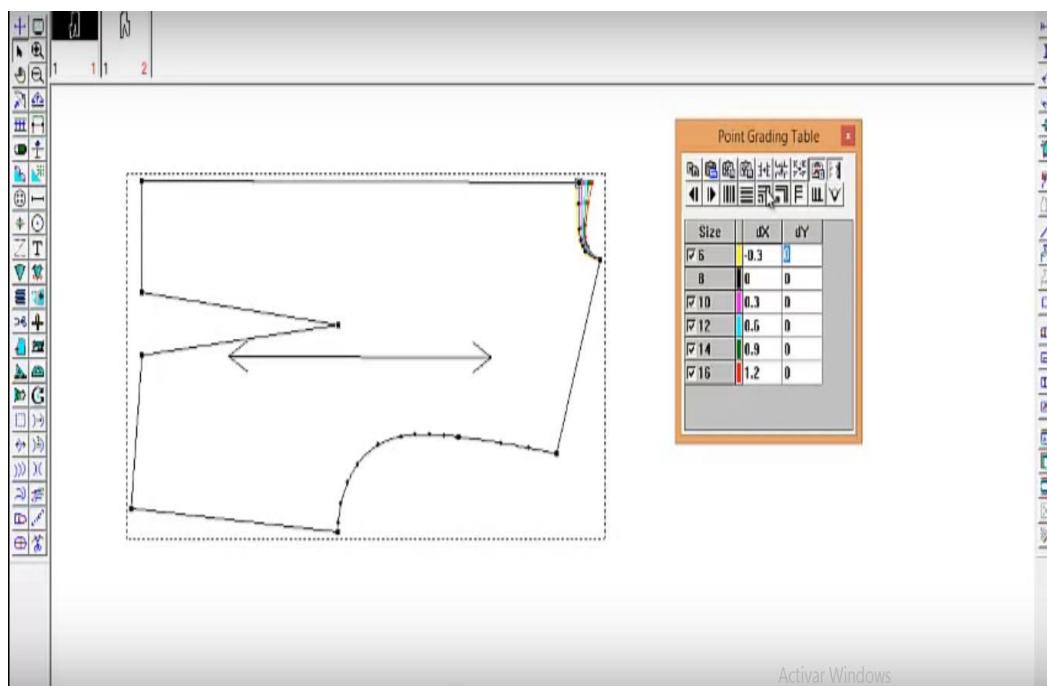 1 1 1 2
Point Grading Table
Size dX dY
6 -0.3 0
8 0 0
10 0.3 0
12 0.6 0
14 0.9 0
16 1.2 0
Activar Windows